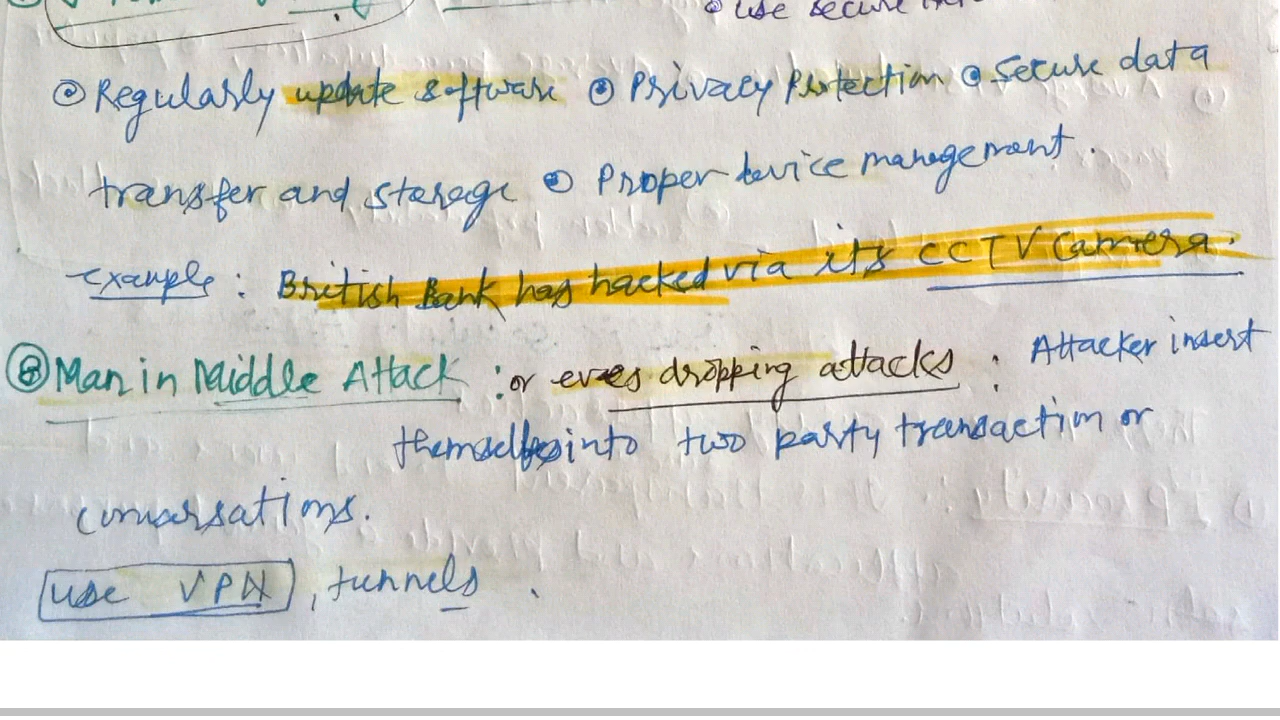 use secure
Regularly update software Privacy Protection Secure data
transfer and storage Proper device management.
Example : British Bank has hacked via its CCTV Camera.
Man in Middle Attack : or eves dropping attacks : Attacker insert
themselves into two party transaction or
conversations.
use VPN, tunnels.